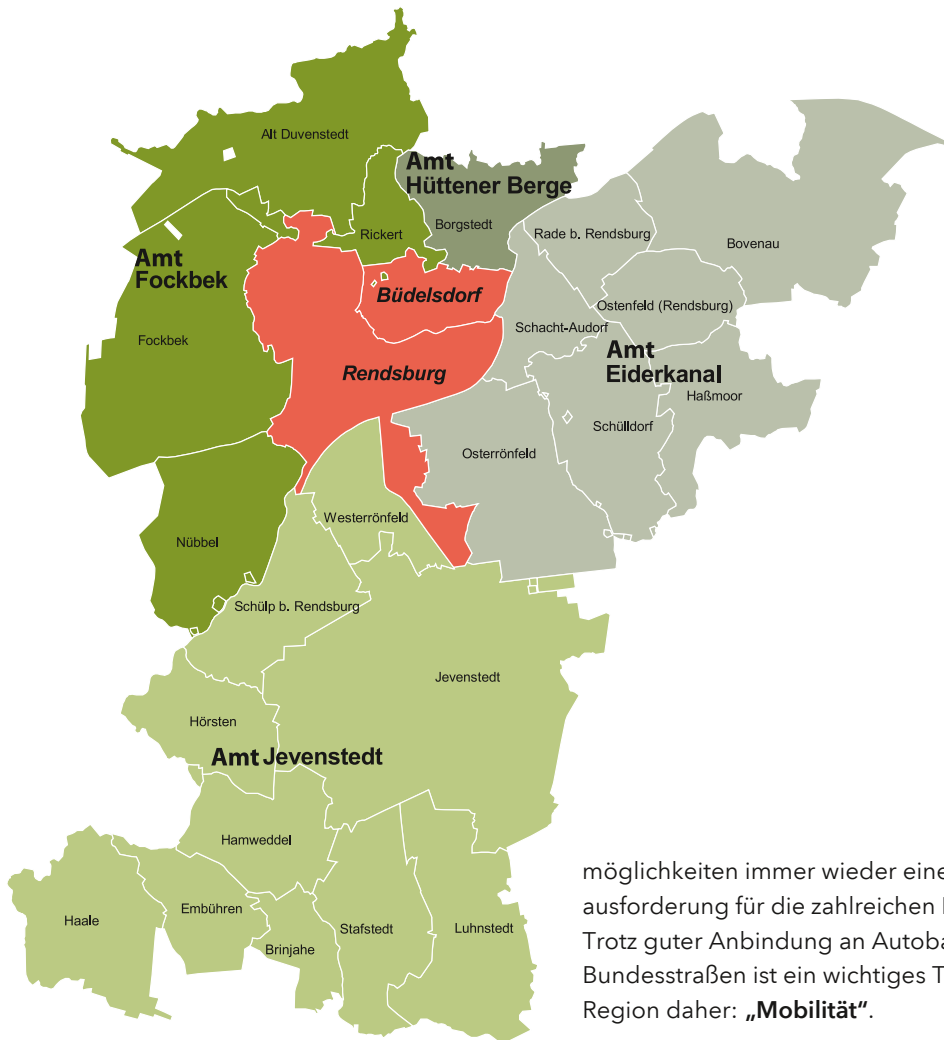 Alt Duvenstedt
Amt
Hüttener Berge
Rickert
Borgstedt
Rade b. Rendsburg
Bovenau
Amt
Fockbek
Büdelsdorf
Ostenfeld (Rendsburg)
Fockbek
Schacht-Audorf
Rendsburg
Amt
Eiderkanal
Haßmoor
Schülldorf
Osterrönfeld
Westerrönfeld
Nübbel
Schülp b. Rendsburg
Jevenstedt
Hörsten
Amt Jevenstedt
Hamweddel
Haale
Embühren
Brinjahe
Stafstedt
Luhnstedt
möglichkeiten immer wieder eine
ausforderung für die zahlreichen
Trotz guter Anbindung an
Bundesstraßen ist ein wichtiges
Region daher: „Mobilität“.